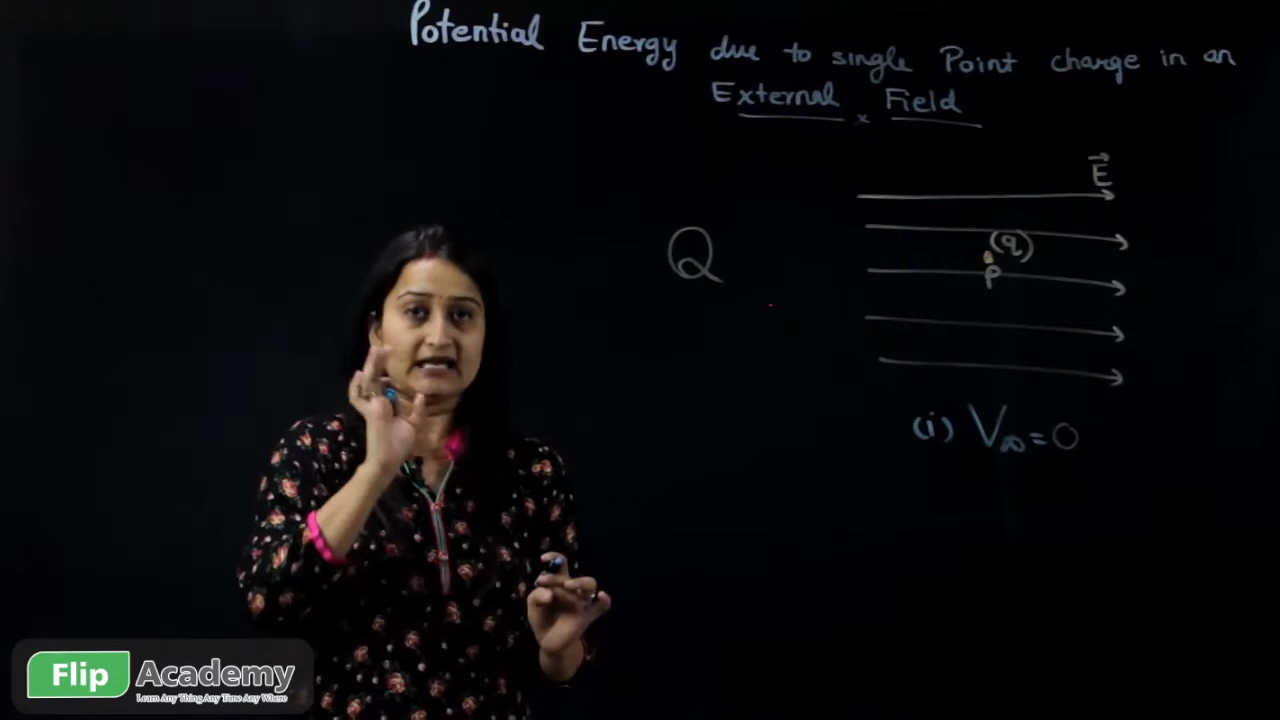 Potential Energy due to single Point charge in an
External Field
E
Q
(q)
P
(i) V∞ = 0
Flip Academy
Learn Any Thing Any Time Any Where